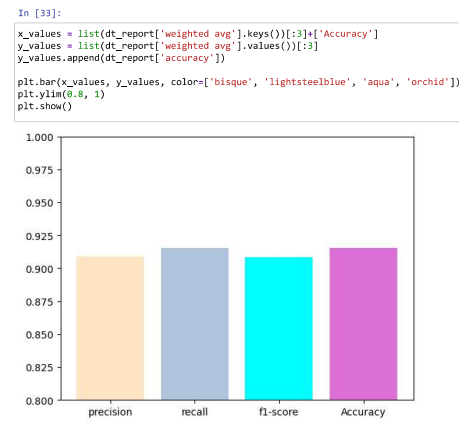 In [33]:
x_values = list(dt_report['weighted avg'].keys())[:3]+['Accuracy']
y_values = list(dt_report['weighted avg'].values())[:3]
y_values.append(dt_report['accuracy'])
plt.bar(x_values, y_values, color=['bisque', 'lightsteelblue', 'aqua', 'orchid'])
plt.ylim(0.8, 1)
plt.show()
1.000
0.975
0.950
0.925
0.900
0.875
0.850
0.825
0.800
precision recall f1-score Accuracy